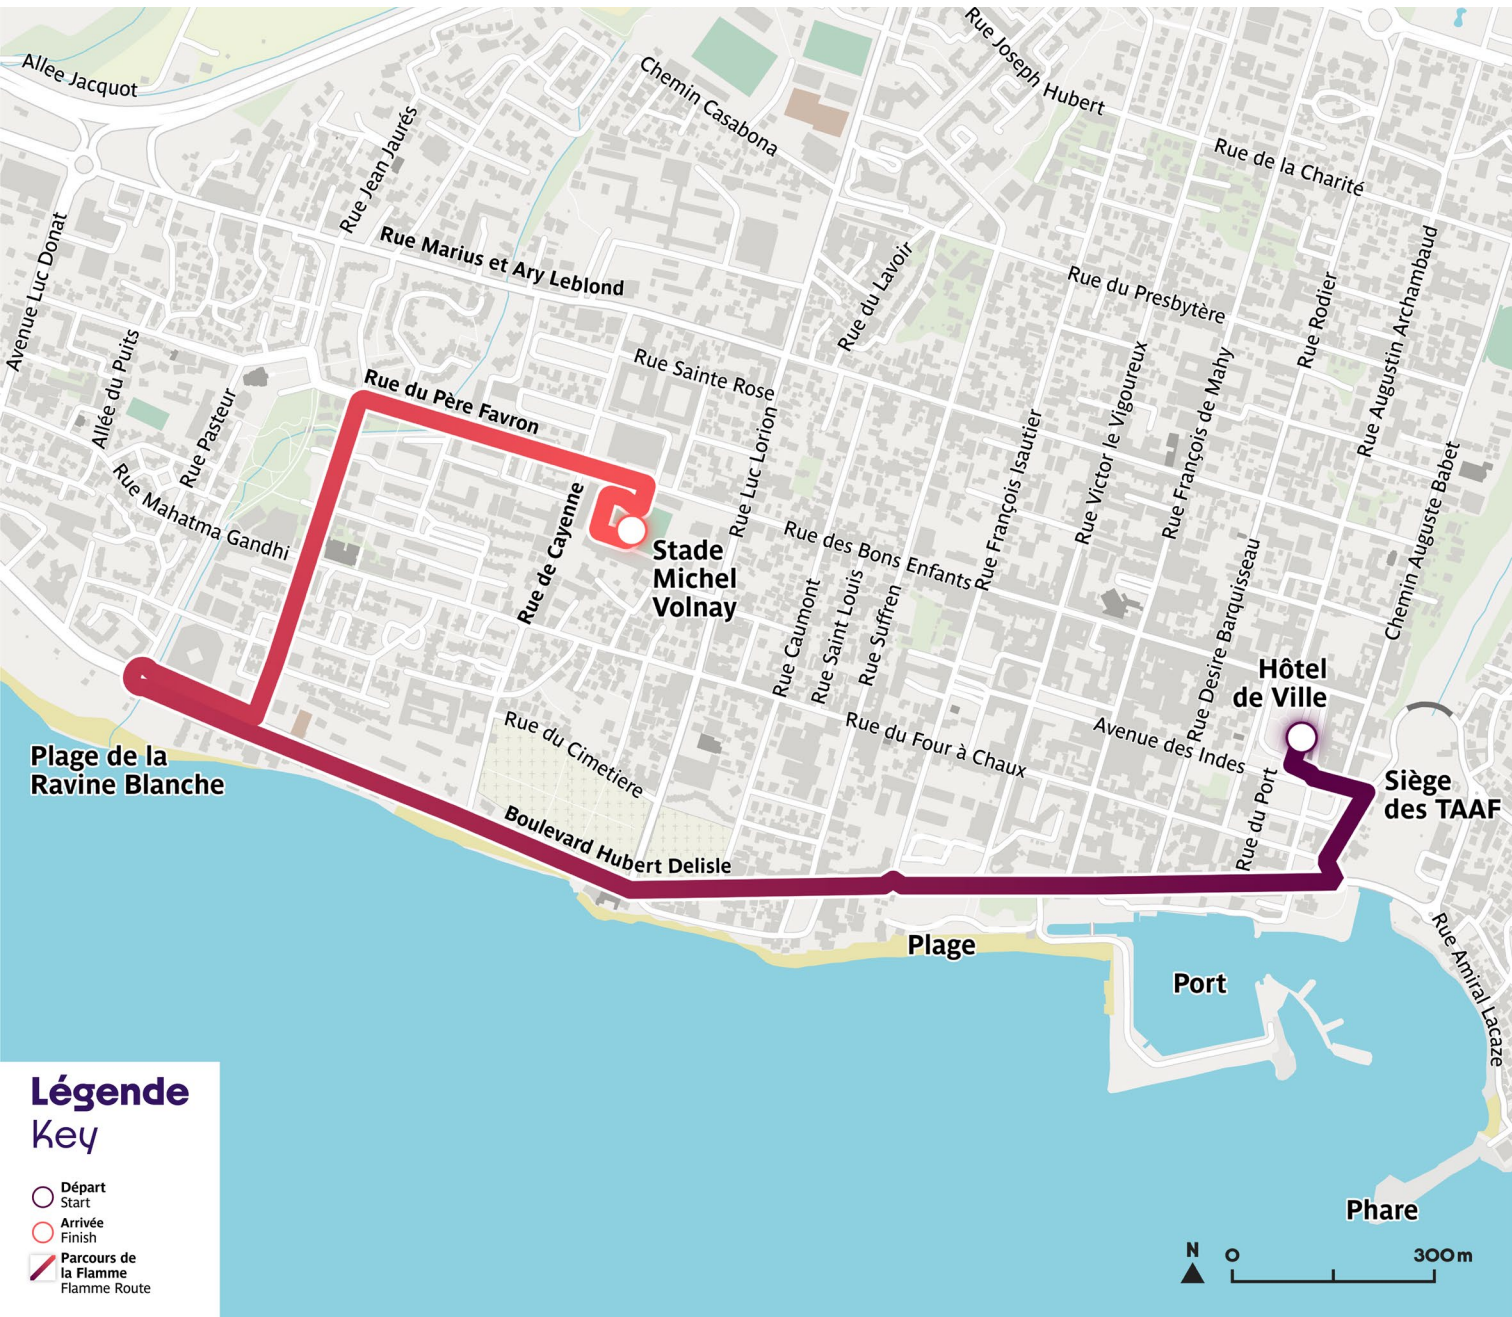 Allee Jacquot
Rue Joseph Hubert
Chemin Casabona
Rue Jean Jaurés
Rue de la Charité
Avenue Luc Donat
Rue Marius et Ary Leblond
Rue du Lavoir
Rue du Presbytère
Rue Rodier
Rue Augustin Archambaud
Allée du Puits
Rue Pasteur
Rue du Père Favron
Rue Sainte Rose
Rue Luc Lorion
Rue François Isautier
Rue Victor le Vigoureux
Rue François de Mahy
Chemin Auguste Babet
Rue Mahatma Gandhi
Rue de Cayenne
Stade
Michel
Volnay
Rue des Bons Enfants
Rue Caumont
Rue Saint Louis
Rue Suffren
Rue Desire Barquisseau
Hôtel
de Ville
Rue du Cimetiere
Rue du Four à Chaux
Avenue des Indes
Rue du Port
Siège
des TAAF
Plage de la
Ravine Blanche
Boulevard Hubert Delisle
Plage
Port
Rue Amiral Lacaze
Phare
Légende
Key
Départ
Start
Arrivée
Finish
Parcours de
la Flamme
Flamme Route
N
0
300m